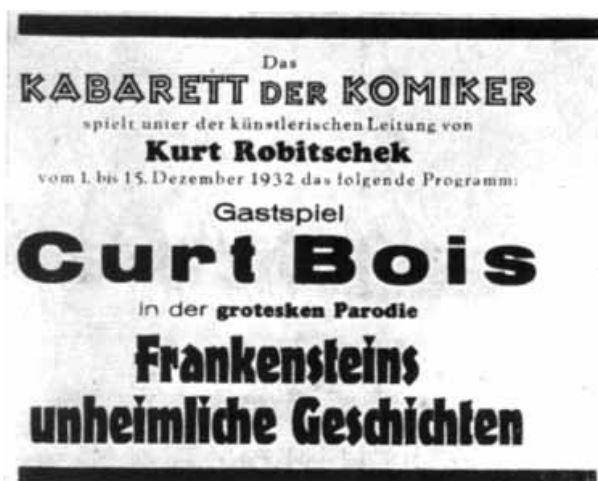 Das
KABARETT DER KOMIKER
spielt unter der künstlerischen Leitung von
Kurt Robitschek
vom 1. bis 15. Dezember 1932 das folgende Programm:
Gastspiel
Curt Bois
in der grotesken Parodie
Frankensteins
unheimliche Geschichten